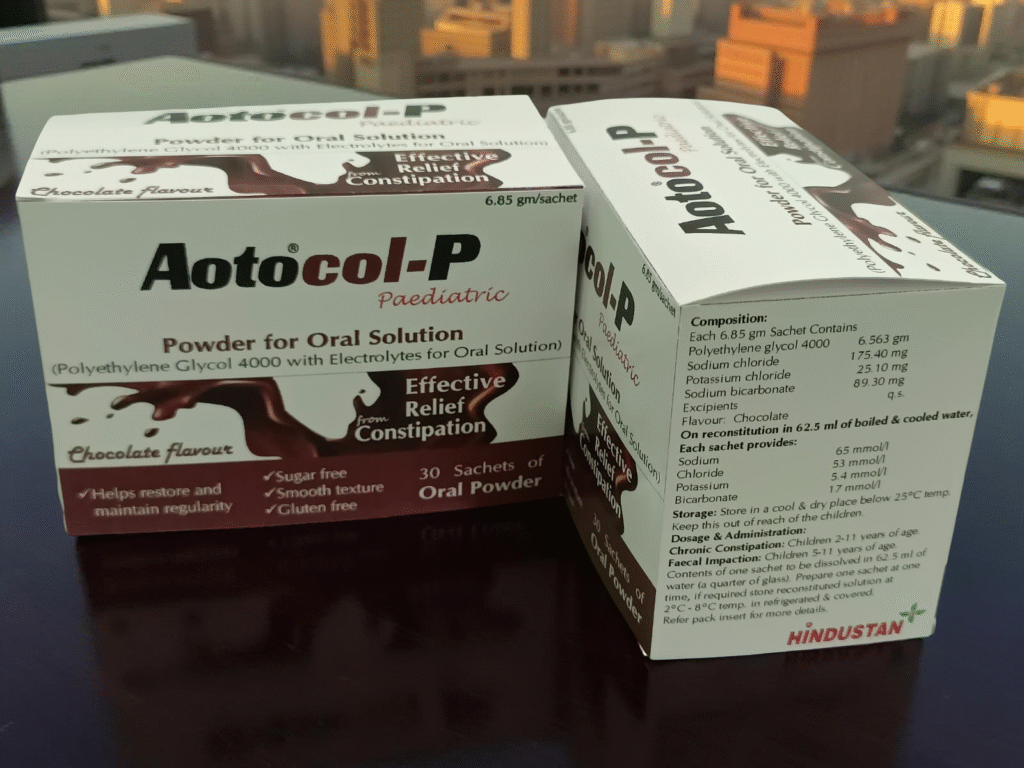 Aotocol-P
Paediatric
Powder for Oral Solution
(Polyethylene Glycol 4000 with Electrolytes for Oral Solution)
Effective
Relief
from
Constipation
Chocolate flavour
6.85 gm/sachet
Aotocol-P
®
Paediatric
Powder for Oral Solution
(Polyethylene Glycol 4000 with Electrolytes for Oral Solution)
Effective
Relief
from
Constipation
Chocolate flavour
✓Helps restore and
maintain regularity
✓Sugar free
✓Smooth texture
✓Gluten free
30 Sachets of
Oral Powder
Aotocol-P
®
Paediatric
Powder for Oral Solution
(Polyethylene Glycol 4000 with Electrolytes for Oral Solution)
Chocolate flavour
6.85 gm/sachet
col-P
Paediatric
Oral Solution
Effective
Relief
from
Constipation
30 Sachets of
Oral Powder
Composition:
Each 6.85 gm Sachet Contains
Polyethylene glycol 4000 6.563 gm
Sodium chloride 175.40 mg
Potassium chloride 25.10 mg
Sodium bicarbonate 89.30 mg
Excipients q.s.
Flavour: Chocolate
On reconstitution in 62.5 ml of boiled & cooled water,
Each sachet provides:
Sodium 65 mmol/l
Chloride 53 mmol/l
Potassium 5.4 mmol/l
Bicarbonate 17 mmol/l
Storage: Store in a cool & dry place below 25°C temp.
Keep this out of reach of the children.
Dosage & Administration:
Chronic Constipation: Children 2-11 years of age.
Faecal Impaction: Children 5-11 years of age.
Contents of one sachet to be dissolved in 62.5 ml of
water (a quarter of glass). Prepare one sachet at one
time, if required store reconstituted solution at
2°C - 8°C temp. in refrigerated & covered.
Refer pack insert for more details.
HINDUSTAN